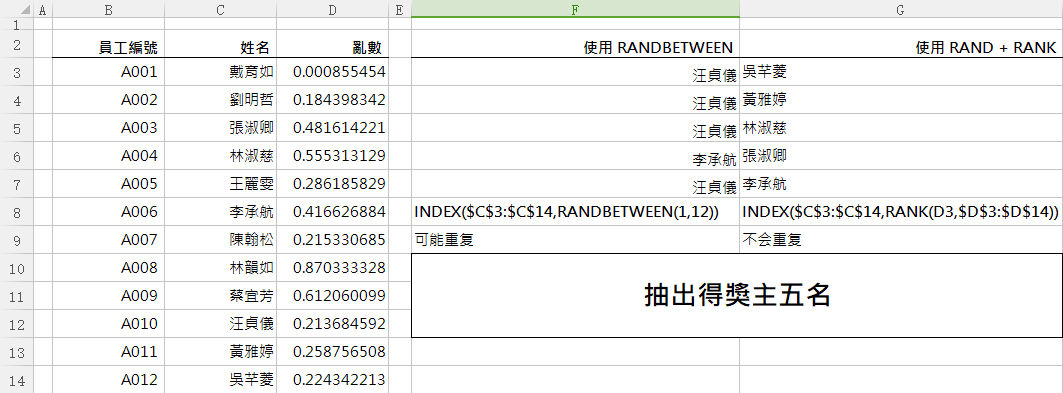 A B C D E F G
1
2 員工編號 姓名 亂數 使用 RANDBETWEEN 使用 RAND + RANK
3 A001 戴育如 0.000855454 汪貞儀 吳芊菱
4 A002 劉明哲 0.184398342 汪貞儀 黃雅婷
5 A003 張淑卿 0.481614221 汪貞儀 林淑慈
6 A004 林淑慈 0.555313129 李承航 張淑卿
7 A005 王麗雯 0.286185829 汪貞儀 李承航
8 A006 李承航 0.416626884 INDEX($C$3:$C$14,RANDBETWEEN(1,12)) INDEX($C$3:$C$14,RANK(D3,$D$3:$D$14))
9 A007 陳翰松 0.215330685 可能重复 不会重复
10 A008 林韻如 0.870333328
抽出得獎主五名
11 A009 蔡宜芳 0.612060099
12 A010 汪貞儀 0.213684592
13 A011 黃雅婷 0.258756508
14 A012 吳芊菱 0.224342213